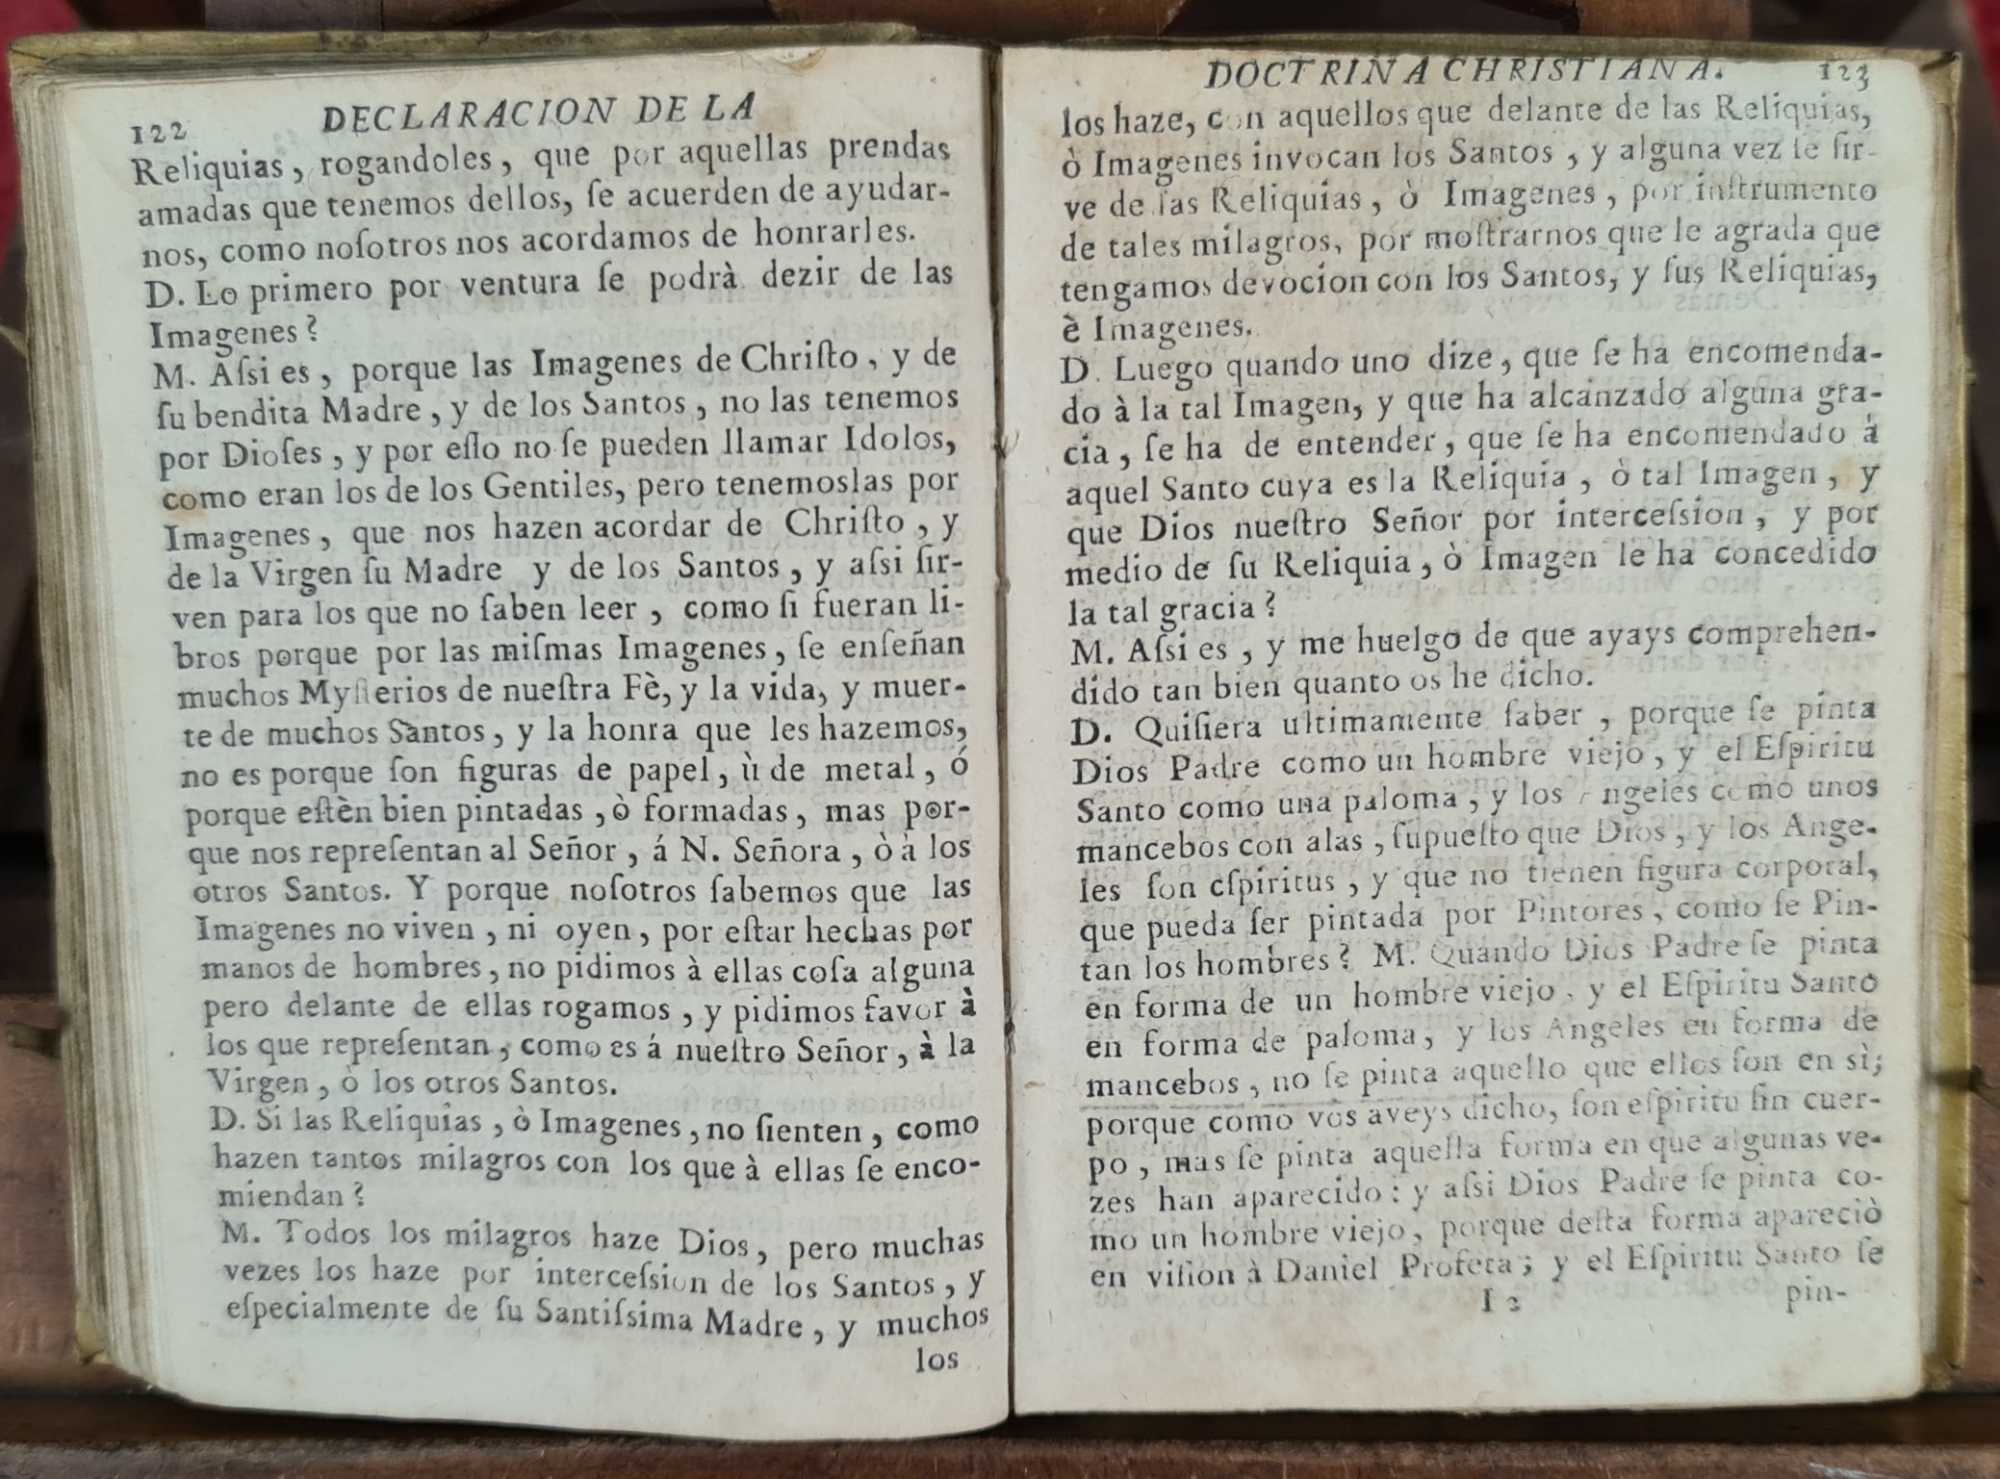 122 DECLARACION DE LA
Reliquias, rogandoles, que por aquellas prendas
amadas que tenemos dellos, ſe acuerden de ayudar-
nos, como noſotros nos acordamos de honrarles.
D. Lo primero por ventura ſe podrà dezir de las
Imagenes?
M. Aſsi es, porque las Imagenes de Chriſto, y de
ſu bendita Madre, y de los Santos, no las tenemos
por Dioſes, y por eſſo no ſe pueden llamar Idolos,
como eran los de los Gentiles, pero tenemoslas por
Imagenes, que nos hazen acordar de Chriſto, y
de la Virgen ſu Madre y de los Santos, y aſsi ſir-
ven para los que no ſaben leer, como ſi fueran li-
bros porque por las miſmas Imagenes, ſe enſeñan
muchos Myſterios de nueſtra Fè, y la vida, y muer-
te de muchos Santos, y la honra que les hazemos,
no es porque ſon figuras de papel, ù de metal, ó
porque eſtèn bien pintadas, ò formadas, mas por-
que nos repreſentan al Señor, á N. Señora, ò à los
otros Santos. Y porque noſotros ſabemos que las
Imagenes no viven, ni oyen, por eſtar hechas por
manos de hombres, no pidimos à ellas coſa alguna
pero delante de ellas rogamos, y pidimos favor à
los que repreſentan, como es á nueſtro Señor, à la
Virgen, ò los otros Santos.
D. Si las Reliquias, ò Imagenes, no ſienten, como
hazen tantos milagros con los que à ellas ſe enco-
miendan?
M. Todos los milagros haze Dios, pero muchas
vezes los haze por interceſsion de los Santos, y
eſpecialmente de ſu Santiſsima Madre, y muchos
los
DOCTRINA CHRISTIANA. 123
los haze, con aquellos que delante de las Reliquias,
ò Imagenes invocan los Santos, y alguna vez ſe ſir-
ve de las Reliquias, ò Imagenes, por inſtrumento
de tales milagros, por moſtrarnos que le agrada que
tengamos devocion con los Santos, y ſus Reliquias,
è Imagenes.
D. Luego quando uno dize, que ſe ha encomenda-
do à la tal Imagen, y que ha alcanzado alguna gra-
cia, ſe ha de entender, que ſe ha encomendado á
aquel Santo cuya es la Reliquia, ò tal Imagen, y
que Dios nueſtro Señor por interceſsion, y por
medio de ſu Reliquia, ò Imagen le ha concedido
la tal gracia?
M. Aſsi es, y me huelgo de que ayays comprehen-
dido tan bien quanto os he dicho.
D. Quiſiera ultimamente ſaber, porque ſe pinta
Dios Padre como un hombre viejo, y el Eſpiritu
Santo como una paloma, y los Angeles como unos
mancebos con alas, ſupueſto que Dios, y los Ange-
les ſon eſpiritus, y que no tienen figura corporal,
que pueda ſer pintada por Pintores, como ſe Pin-
tan los hombres? M. Quando Dios Padre ſe pinta
en forma de un hombre viejo, y el Eſpiritu Santo
en forma de paloma, y los Angeles en forma de
mancebos, no ſe pinta aquello que ellos ſon en sì;
porque como vos aveys dicho, ſon eſpiritu ſin cuer-
po, mas ſe pinta aquella forma en que algunas ve-
zes han aparecido: y aſsi Dios Padre ſe pinta co-
mo un hombre viejo, porque deſta forma apareciò
en viſion à Daniel Profeta; y el Eſpiritu Santo ſe
I 2 pin-